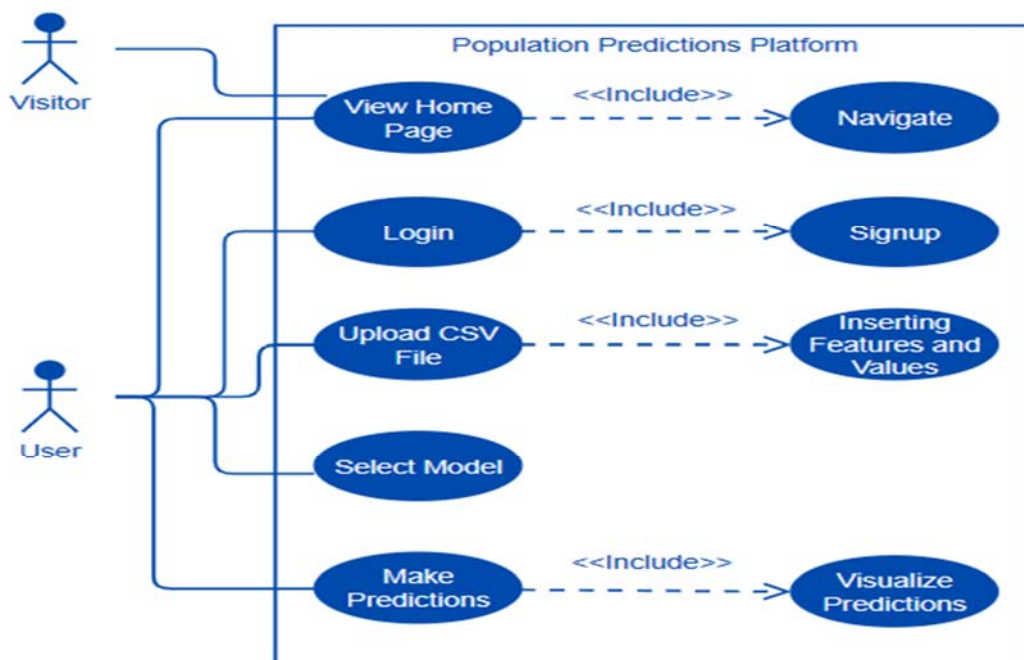 Population Predictions Platform
Visitor
View Home
Page
<<Include>>
Navigate
Login
<<Include>>
Signup
Upload CSV
File
<<Include>>
Inserting
Features and
Values
User
Select Model
Make
Predictions
<<Include>>
Visualize
Predictions